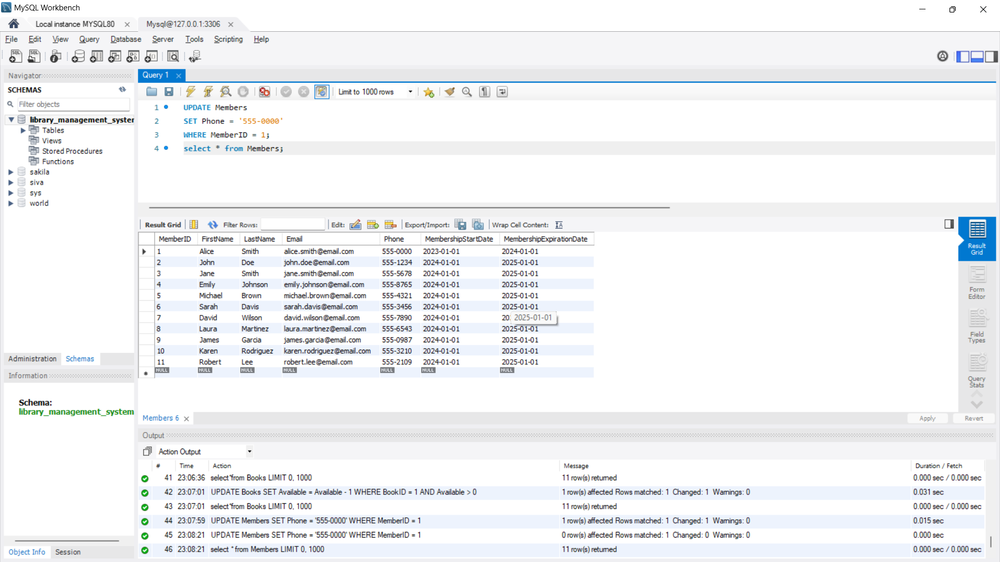 MySQL Workbench
Local instance MYSQL80
Mysql@127.0.0.1:3306
File Edit View Query Database Server Tools Scripting Help
Navigator
SCHEMAS
Filter objects
library_management_syster
Tables
Views
Stored Procedures
Functions
sakila
siva
sys
world
Administration Schemas
Information
Schema:
library_management_system
Object Info Session
Query 1
Limit to 1000 rows
1 UPDATE Members
2 SET Phone = '555-0000'
3 WHERE MemberID = 1;
4 select * from Members;
Result Grid Filter Rows: Edit: Export/Import: Wrap Cell Content:
MemberID FirstName LastName Email Phone MembershipStartDate MembershipExpirationDate
1 Alice Smith alice.smith@email.com 555-0000 2023-01-01 2024-01-01
2 John Doe john.doe@email.com 555-1234 2024-01-01 2025-01-01
3 Jane Smith jane.smith@email.com 555-5678 2024-01-01 2025-01-01
4 Emily Johnson emily.johnson@email.com 555-8765 2024-01-01 2025-01-01
5 Michael Brown michael.brown@email.com 555-4321 2024-01-01 2025-01-01
6 Sarah Davis sarah.davis@email.com 555-3456 2024-01-01 2025-01-01
7 David Wilson david.wilson@email.com 555-7890 2024-01-01 20 2025-01-01
8 Laura Martinez laura.martinez@email.com 555-6543 2024-01-01 2025-01-01
9 James Garcia james.garcia@email.com 555-0987 2024-01-01 2025-01-01
10 Karen Rodriguez karen.rodriguez@email.com 555-3210 2024-01-01 2025-01-01
11 Robert Lee robert.lee@email.com 555-2109 2024-01-01 2025-01-01
NULL NULL NULL NULL NULL NULL NULL
Result
Grid
Form
Editor
Field
Types
Query
Stats
Members 6
Apply Revert
Output
Action Output
# Time Action Message Duration / Fetch
41 23:06:36 select*from Books LIMIT 0, 1000 11 row(s) returned 0.000 sec / 0.000 sec
42 23:07:01 UPDATE Books SET Available = Available - 1 WHERE BookID = 1 AND Available > 0 1 row(s) affected Rows matched: 1 Changed: 1 Warnings: 0 0.031 sec
43 23:07:01 select*from Books LIMIT 0, 1000 11 row(s) returned 0.000 sec / 0.000 sec
44 23:07:59 UPDATE Members SET Phone = '555-0000' WHERE MemberID = 1 1 row(s) affected Rows matched: 1 Changed: 1 Warnings: 0 0.015 sec
45 23:08:21 UPDATE Members SET Phone = '555-0000' WHERE MemberID = 1 0 row(s) affected Rows matched: 1 Changed: 0 Warnings: 0 0.000 sec
46 23:08:21 select * from Members LIMIT 0, 1000 11 row(s) returned 0.000 sec / 0.000 sec